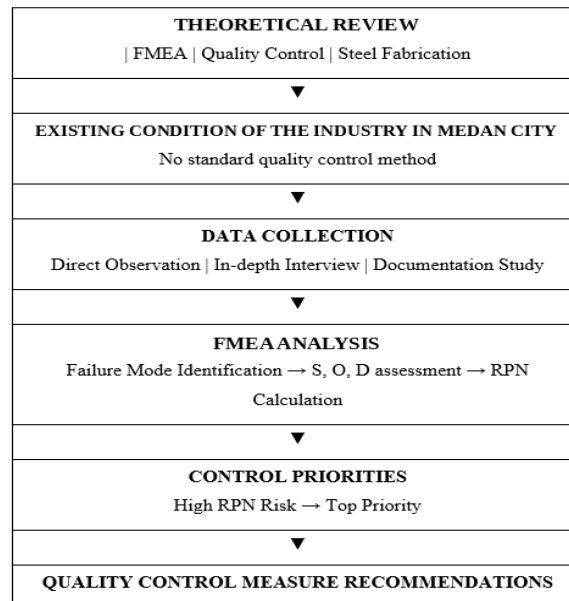 THEORETICAL REVIEW
| FMEA | Quality Control | Steel Fabrication
▼
EXISTING CONDITION OF THE INDUSTRY IN MEDAN CITY
No standard quality control method
▼
DATA COLLECTION
Direct Observation | In-depth Interview | Documentation Study
▼
FMEA ANALYSIS
Failure Mode Identification → S, O, D assessment → RPN
Calculation
▼
CONTROL PRIORITIES
High RPN Risk → Top Priority
▼
QUALITY CONTROL MEASURE RECOMMENDATIONS